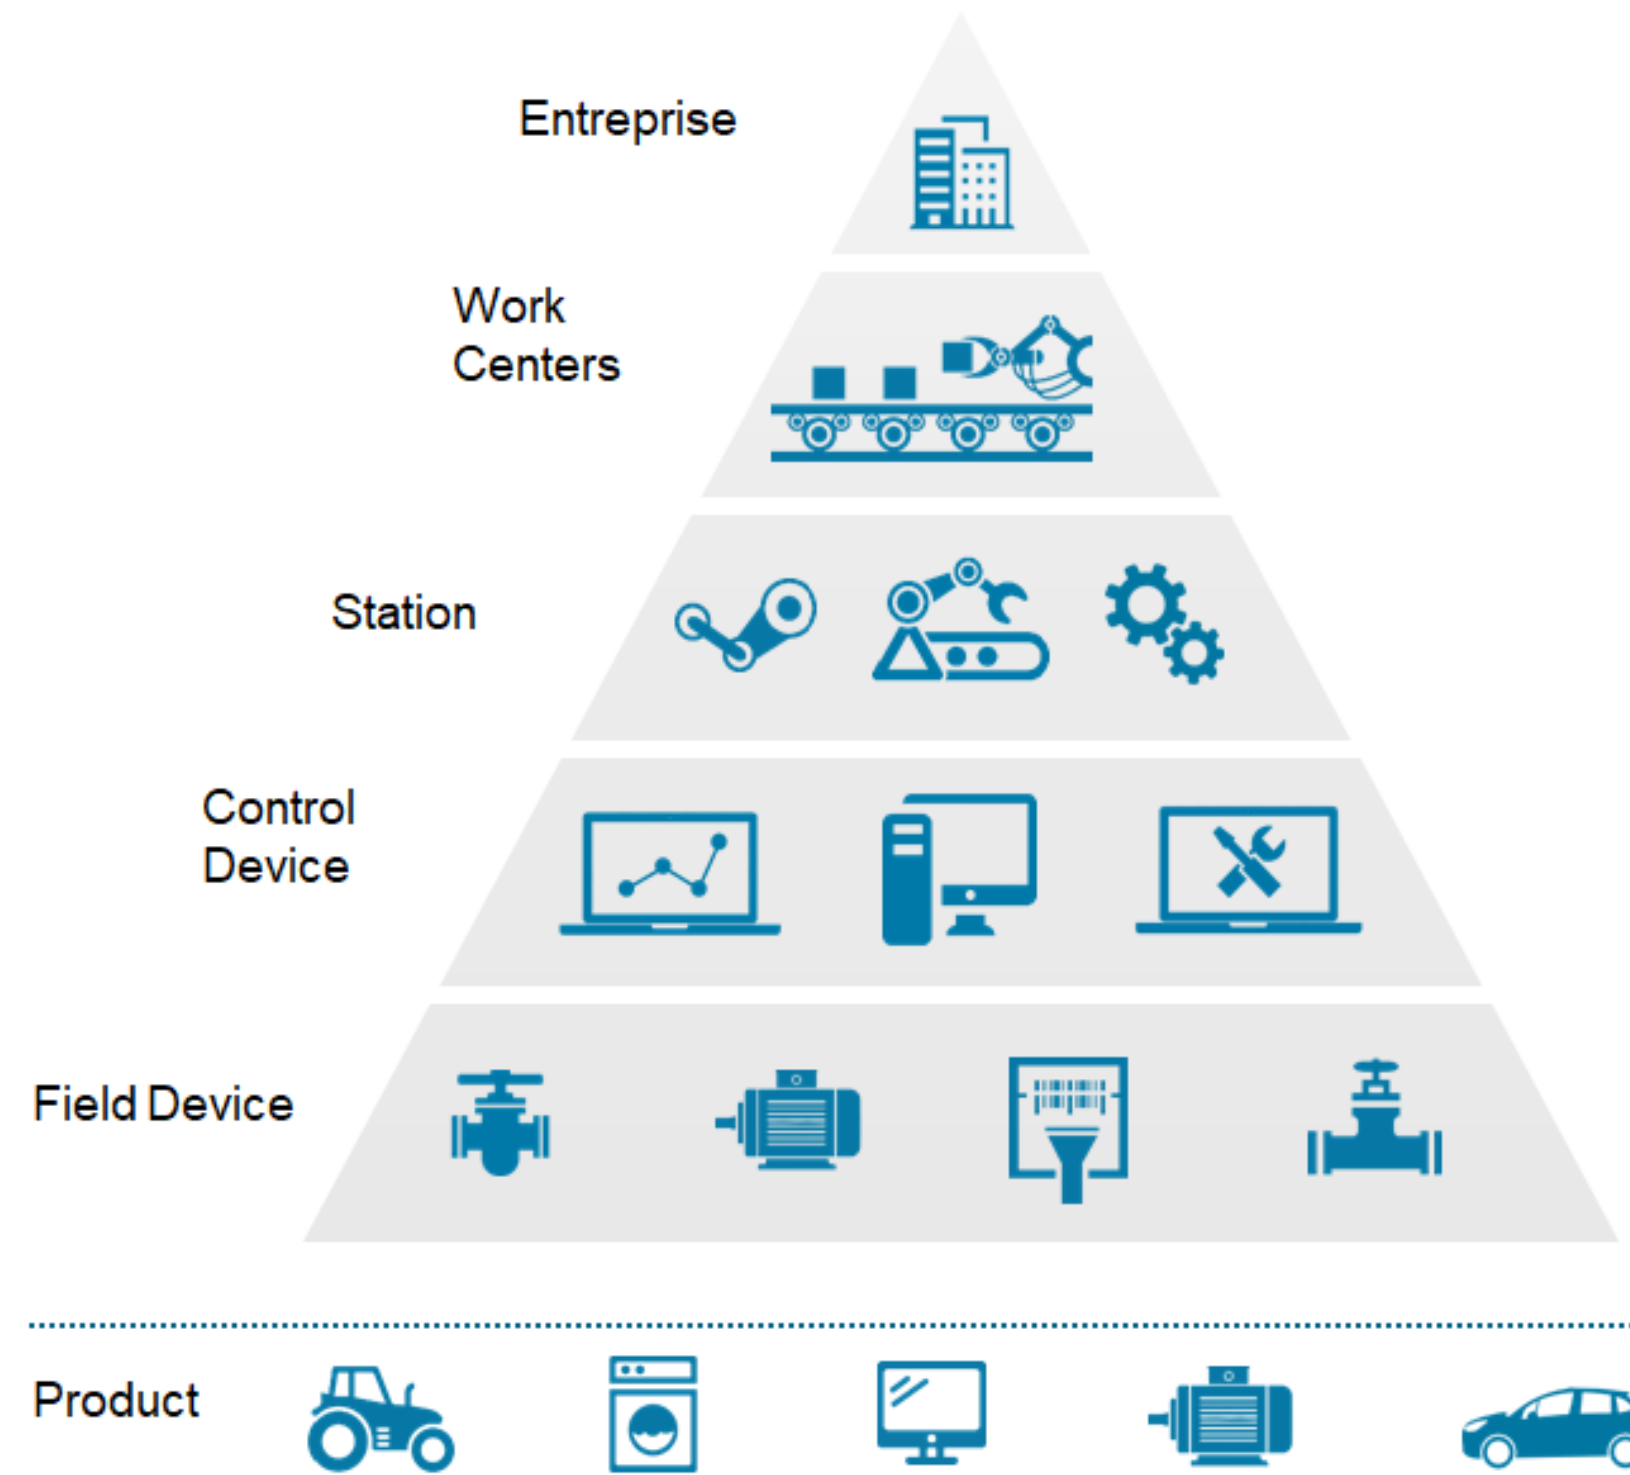 Entreprise
Work
Centers
Station
Control
Device
Field Device
Product